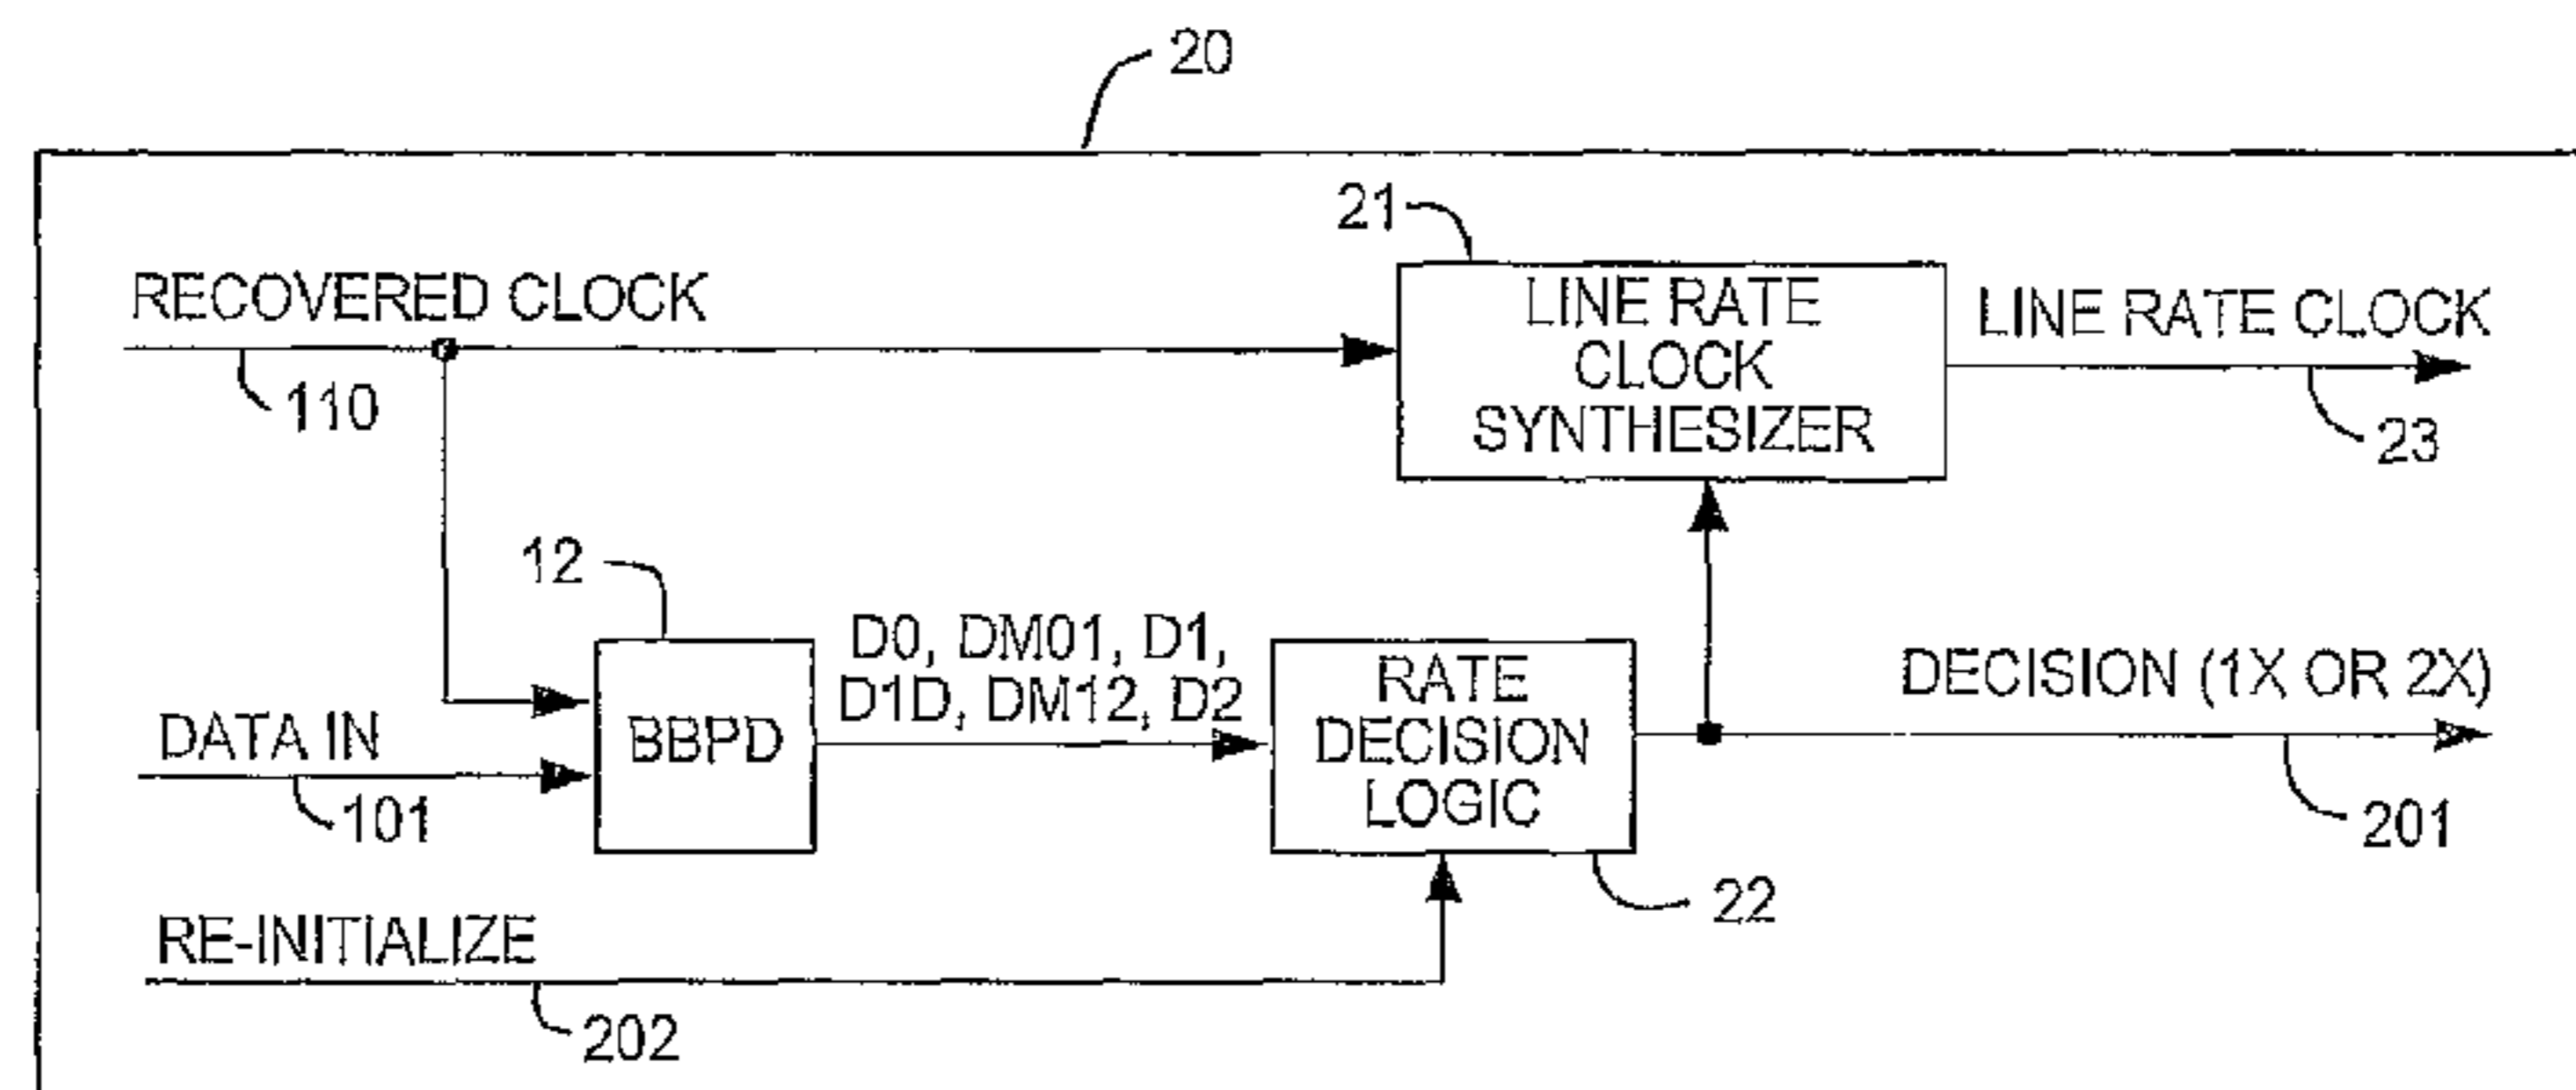 20
21
RECOVERED CLOCK
110
LINE RATE
CLOCK
SYNTHESIZER
LINE RATE CLOCK
23
12
BBPD
D0, DM01, D1,
D1D, DM12, D2
RATE
DECISION
LOGIC
DECISION (1X OR 2X)
201
DATA IN
101
22
RE-INITIALIZE
202